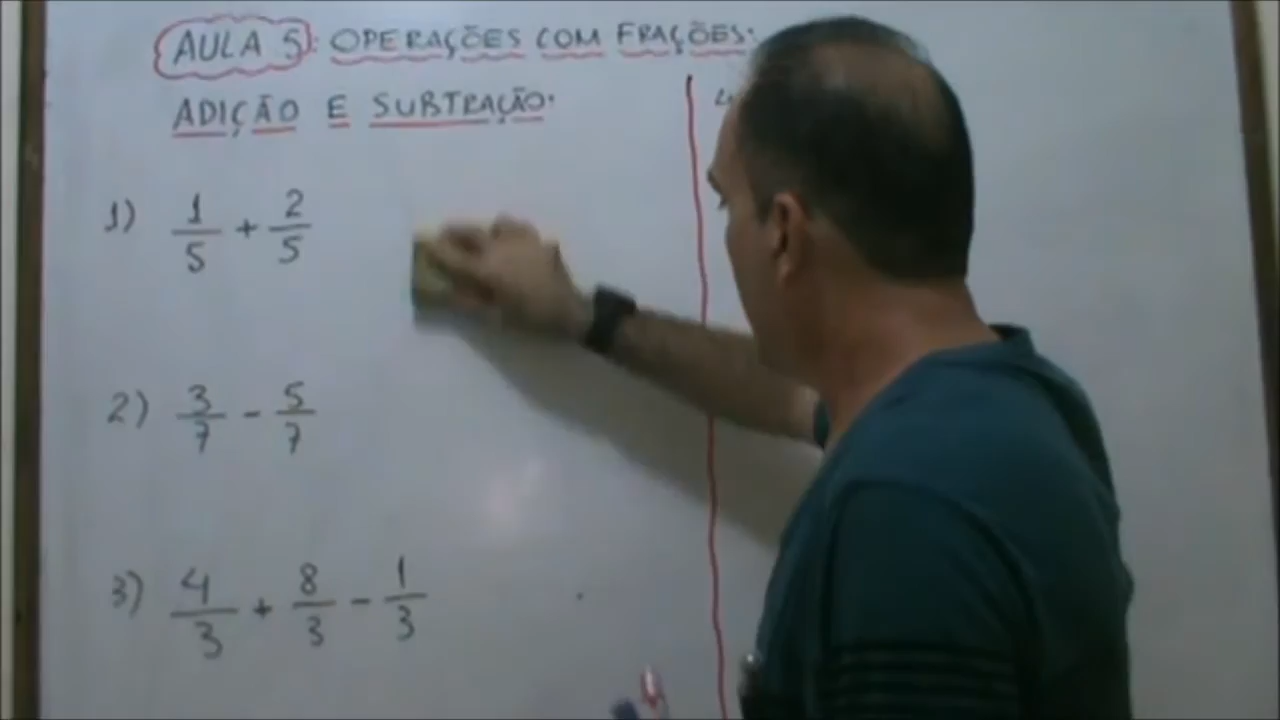 AULA 5: OPERAÇÕES COM FRAÇÕES:
ADIÇÃO E SUBTRAÇÃO.
1) 1/5 + 2/5
2) 3/7 - 5/7
3) 4/3 + 8/3 - 1/3